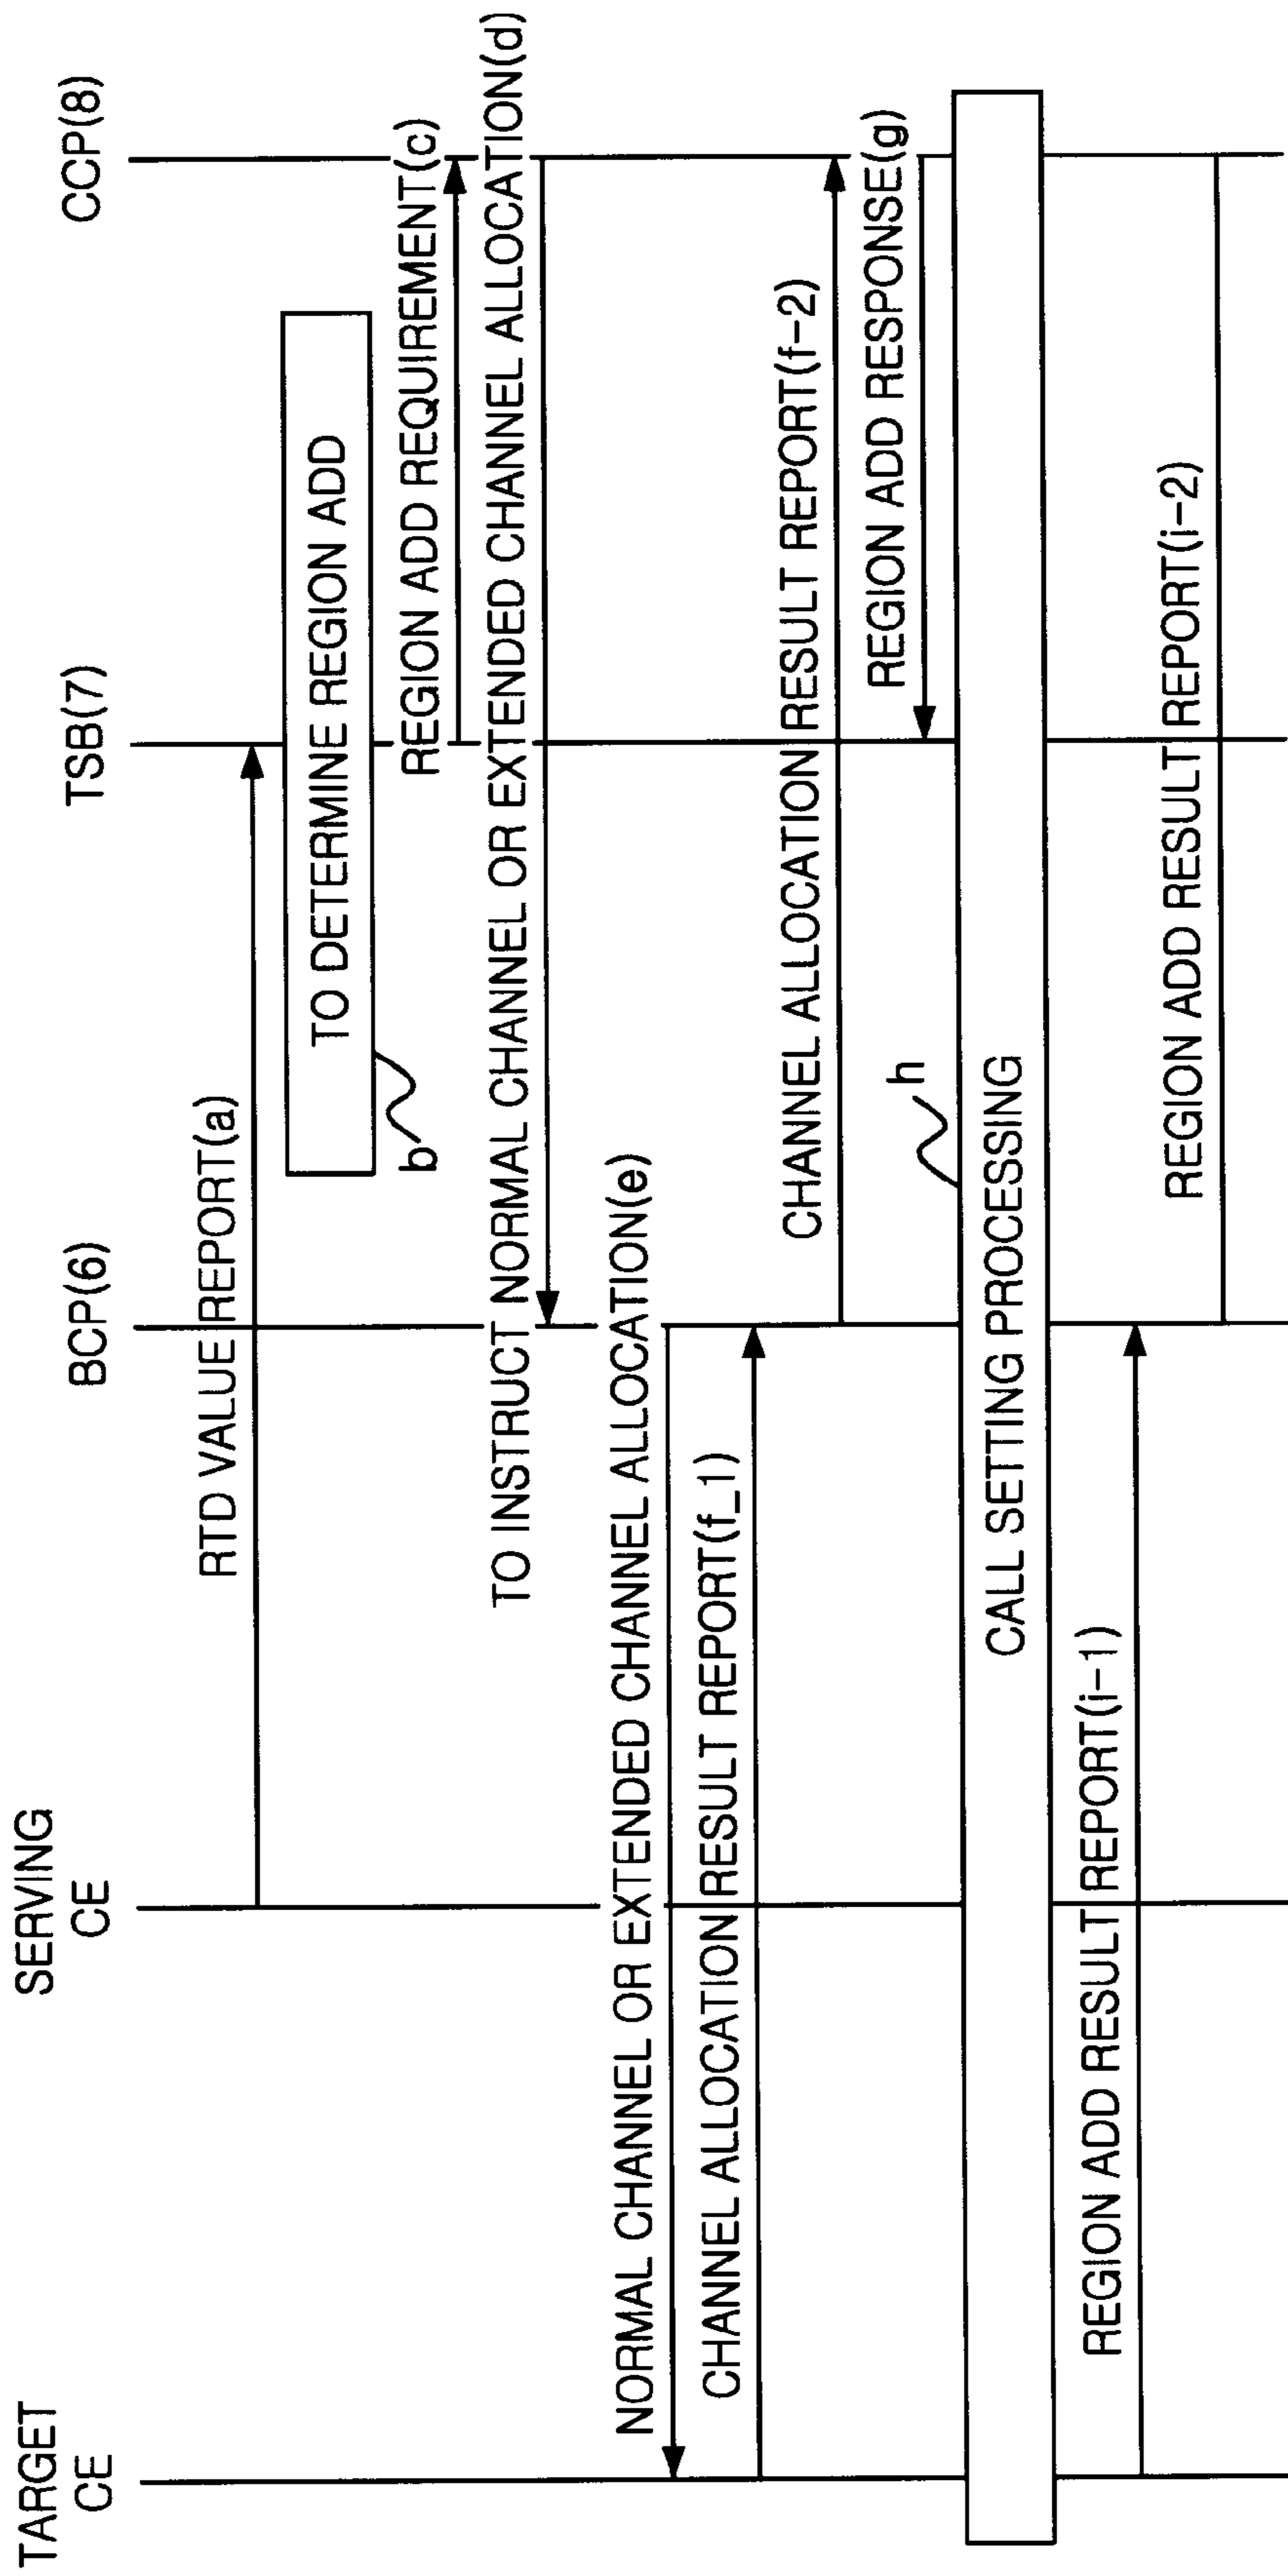 TARGET
CE
SERVING
CE
BCP(6)
TSB(7)
CCP(8)
RTD VALUE REPORT(a)
TO DETERMINE REGION ADD
b
REGION ADD REQUIREMENT(c)
TO INSTRUCT NORMAL CHANNEL OR EXTENDED CHANNEL ALLOCATION(d)
NORMAL CHANNEL OR EXTENDED CHANNEL ALLOCATION(e)
CHANNEL ALLOCATION RESULT REPORT(f_1)
CHANNEL ALLOCATION RESULT REPORT(f-2)
REGION ADD RESPONSE(g)
h
CALL SETTING PROCESSING
REGION ADD RESULT REPORT(i-1)
REGION ADD RESULT REPORT(i-2)